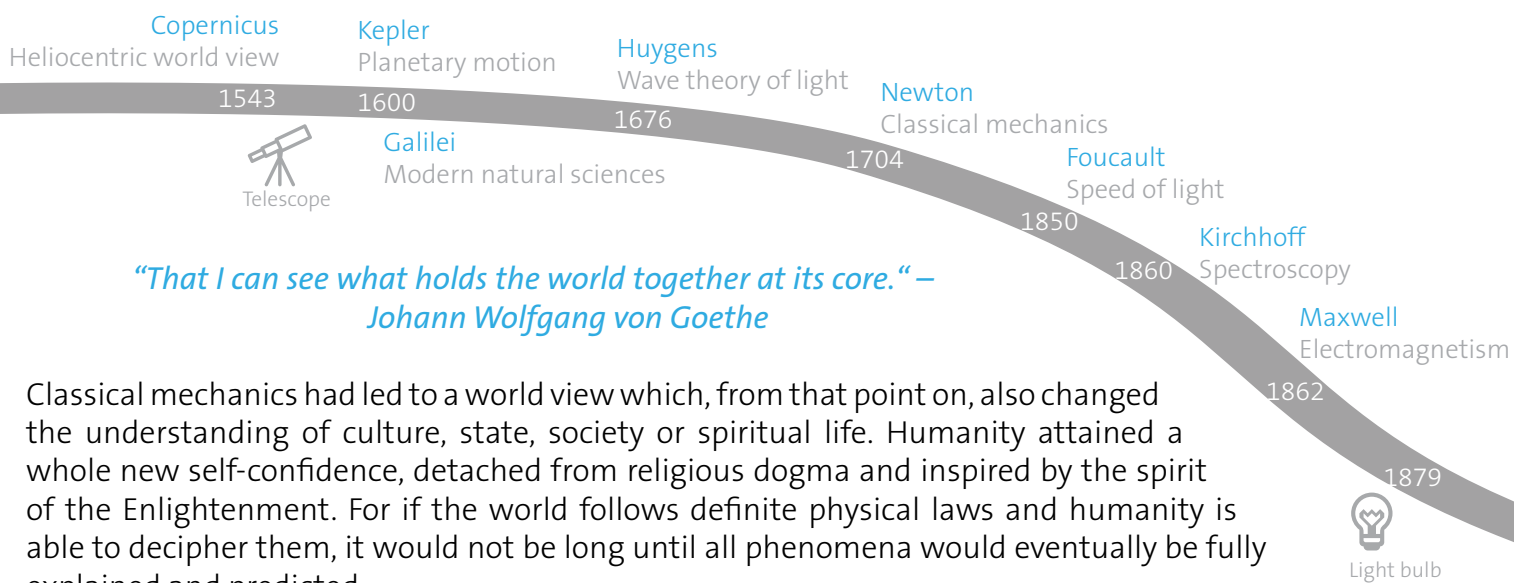 Copernicus
Heliocentric world view
1543
Telescope
Kepler
Planetary motion
1600
Galilei
Modern natural sciences
Huygens
Wave theory of light
1676
Newton
Classical mechanics
1704
Foucault
Speed of light
1850
Kirchhoff
Spectroscopy
1860
Maxwell
Electromagnetism
1862
1879
Light bulb
“That I can see what holds the world together at its core.“ –
Johann Wolfgang von Goethe
Classical mechanics had led to a world view which, from that point on, also changed
the understanding of culture, state, society or spiritual life. Humanity attained a
whole new self-confidence, detached from religious dogma and inspired by the spirit
of the Enlightenment. For if the world follows definite physical laws and humanity is
able to decipher them, it would not be long until all phenomena would eventually be fully
explained and predicted